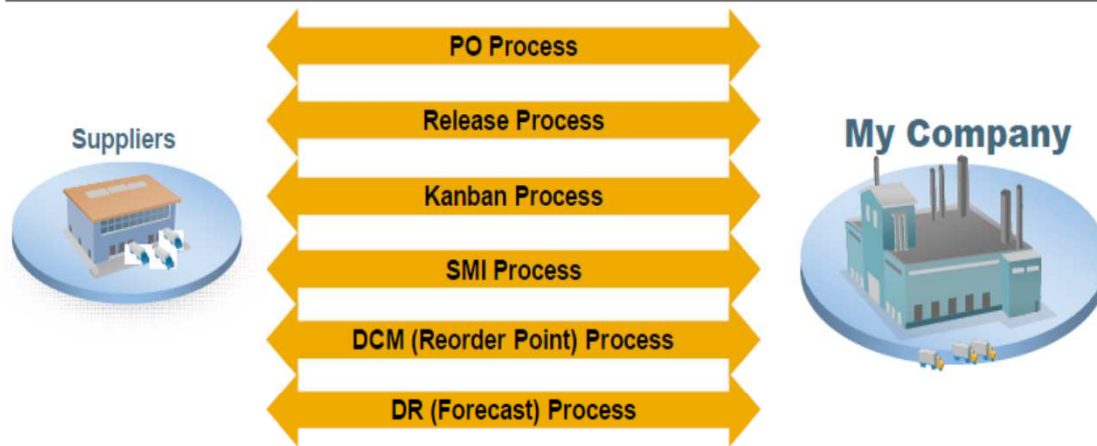 PO Process
Release Process
Suppliers
My Company
Kanban Process
SMI Process
DCM (Reorder Point) Process
DR (Forecast) Process